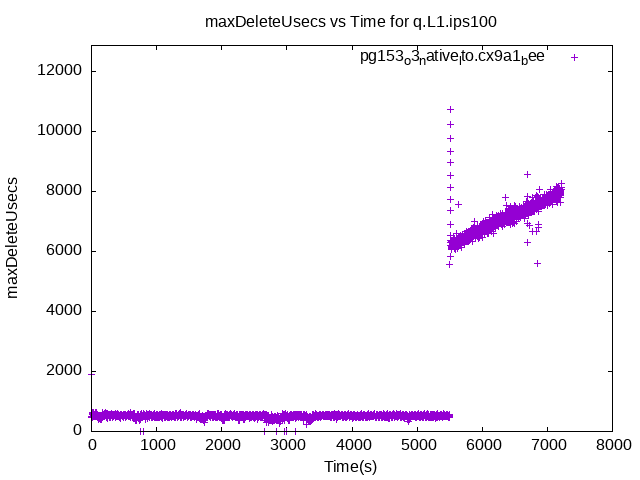 maxDeleteUsecs vs Time for q.L1.ips100
pg153_o3_native_lto.cx9a1_bee
12000
10000
8000
6000
4000
2000
0
maxDeleteUsecs
0 1000 2000 3000 4000 5000 6000 7000 8000
Time(s)